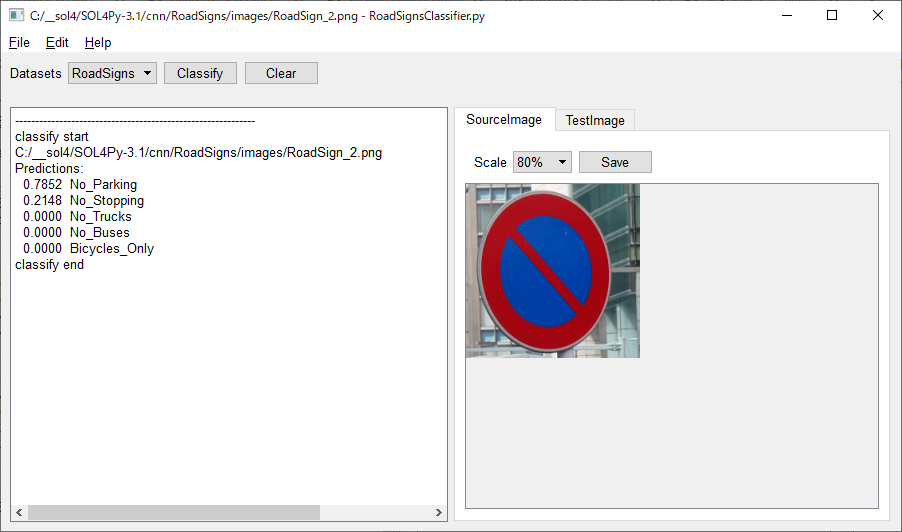 C:/__sol4/SOL4Py-3.1/cnn/RoadSigns/images/RoadSign_2.png - RoadSignsClassifier.py
File Edit Help
Datasets RoadSigns Classify Clear
------------------------------------------------------------
classify start
C:/__sol4/SOL4Py-3.1/cnn/RoadSigns/images/RoadSign_2.png
Predictions:
0.7852 No_Parking
0.2148 No_Stopping
0.0000 No_Trucks
0.0000 No_Buses
0.0000 Bicycles_Only
classify end
SourceImage TestImage
Scale 80% Save